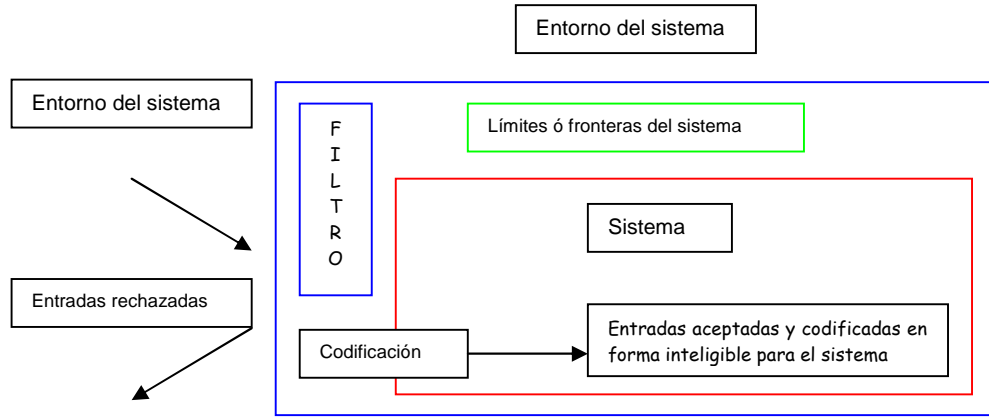 Entorno del sistema
Entorno del sistema
F
I
L
T
R
O
Límites ó fronteras del sistema
Sistema
Entradas rechazadas
Codificación
Entradas aceptadas y codificadas en
forma inteligible para el sistema